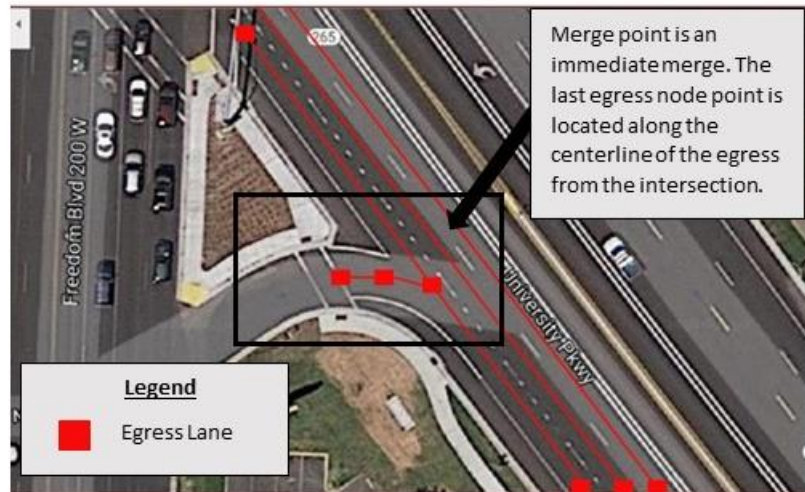 265
Merge point is an
immediate merge. The
last egress node point is
located along the
centerline of the egress
from the intersection.
Freedom Blvd 200 W
University Pkwy
Legend
Egress Lane
N